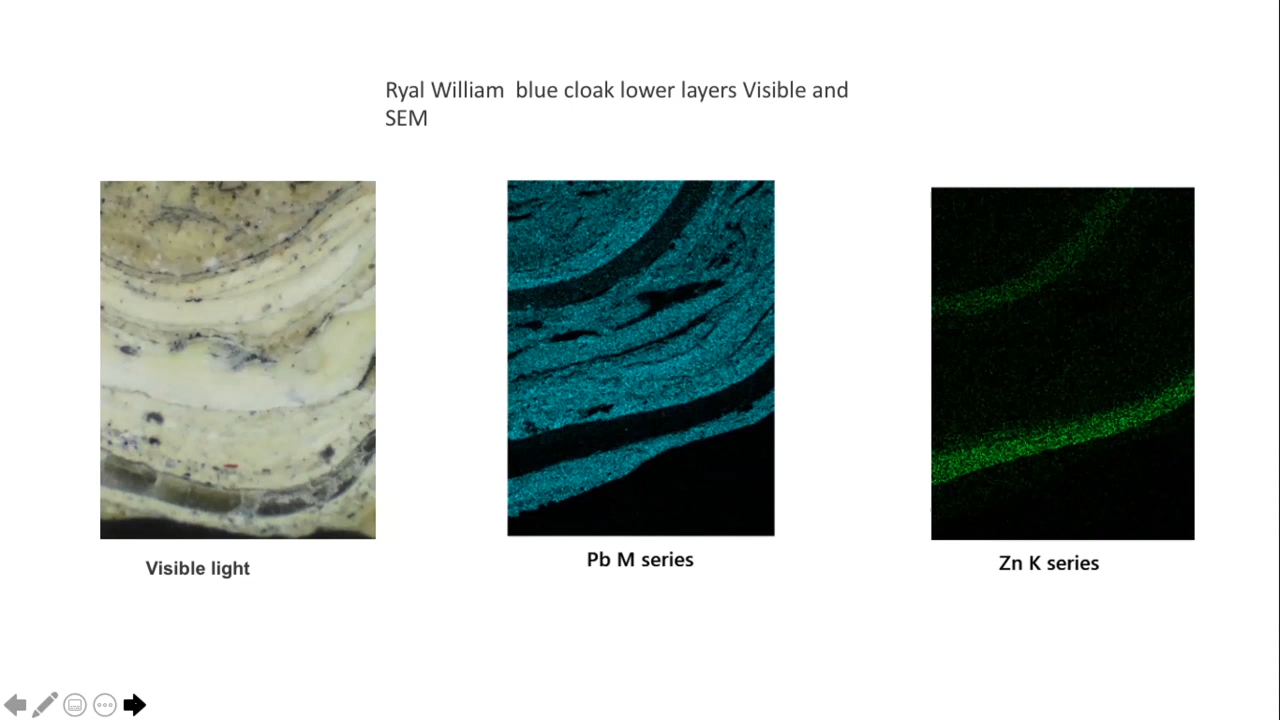 Ryal William  blue cloak lower layers Visible and
SEM
Visible light
Pb M series
Zn K series